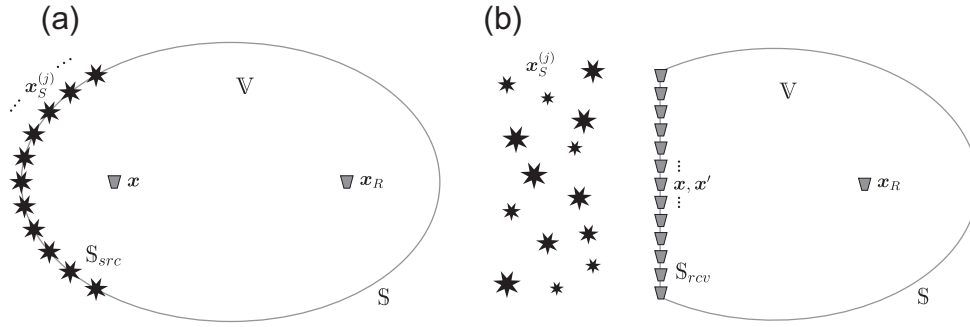 (a)
(b)
𝒙_S^(j)
𝕍
𝒙
𝒙_R
𝕊_src
𝕊
𝒙_S^(j)
𝕍
⋮
𝒙, 𝒙′
⋮
𝒙_R
𝕊_rcv
𝕊